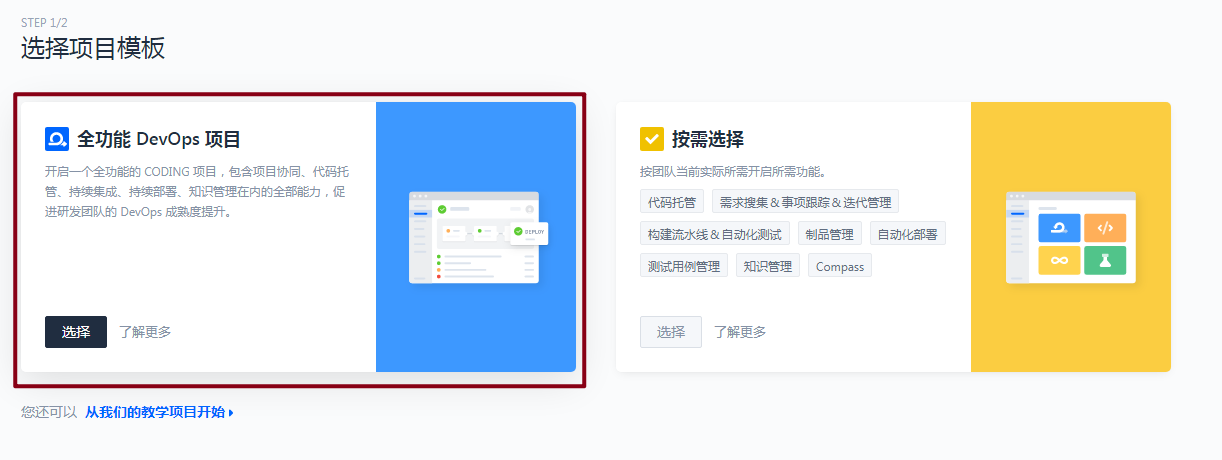 STEP 1/2
选择项目模板
全功能 DevOps 项目
开启一个全功能的 CODING 项目，包含项目协同、代码托
管、持续集成、持续部署、知识管理在内的全部能力，促
进研发团队的 DevOps 成熟度提升。
DEPLOY
选择 了解更多
按需选择
按团队当前实际所需开启所需功能。
代码托管 需求搜集＆事项跟踪＆迭代管理
构建流水线＆自动化测试 制品管理 自动化部署
测试用例管理 知识管理 Compass
选择 了解更多
您还可以 从我们的教学项目开始